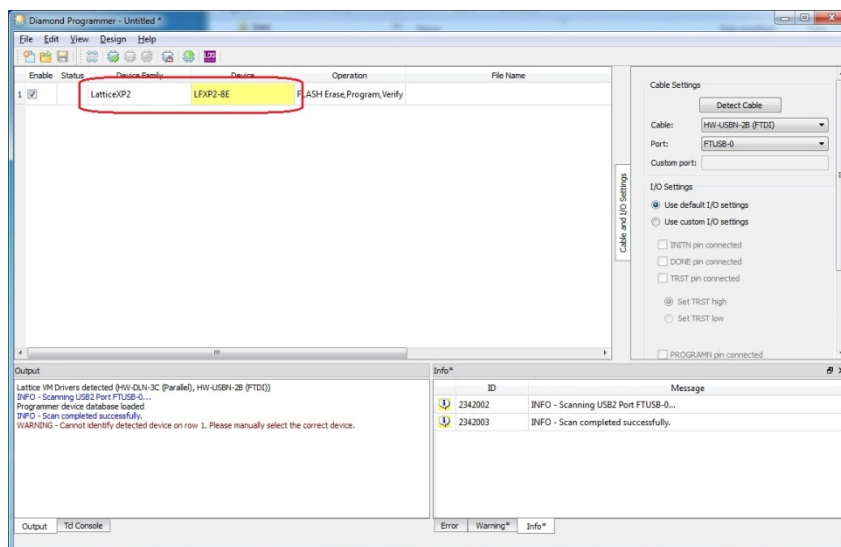 Diamond Programmer - Untitled *
File Edit View Design Help
LOG
Enable Status Device Family Device Operation File Name
1 LatticeXP2 LFXP2-8E FLASH Erase,Program,Verify
Cable and I/O Settings
Cable Settings
Detect Cable
Cable: HW-USBN-2B (FTDI)
Port: FTUSB-0
Custom port:
I/O Settings
Use default I/O settings
Use custom I/O settings
INITN pin connected
DONE pin connected
TRST pin connected
Set TRST high
Set TRST low
PROGRAMN pin connected
Output
Lattice VM Drivers detected (HW-DLN-3C (Parallel), HW-USBN-2B (FTDI))
INFO - Scanning USB2 Port FTUSB-0...
Programmer device database loaded
INFO - Scan completed successfully.
WARNING - Cannot identify detected device on row 1. Please manually select the correct device.
Output Tcl Console
Info*
ID Message
2342002 INFO - Scanning USB2 Port FTUSB-0...
2342003 INFO - Scan completed successfully.
Error Warning* Info*